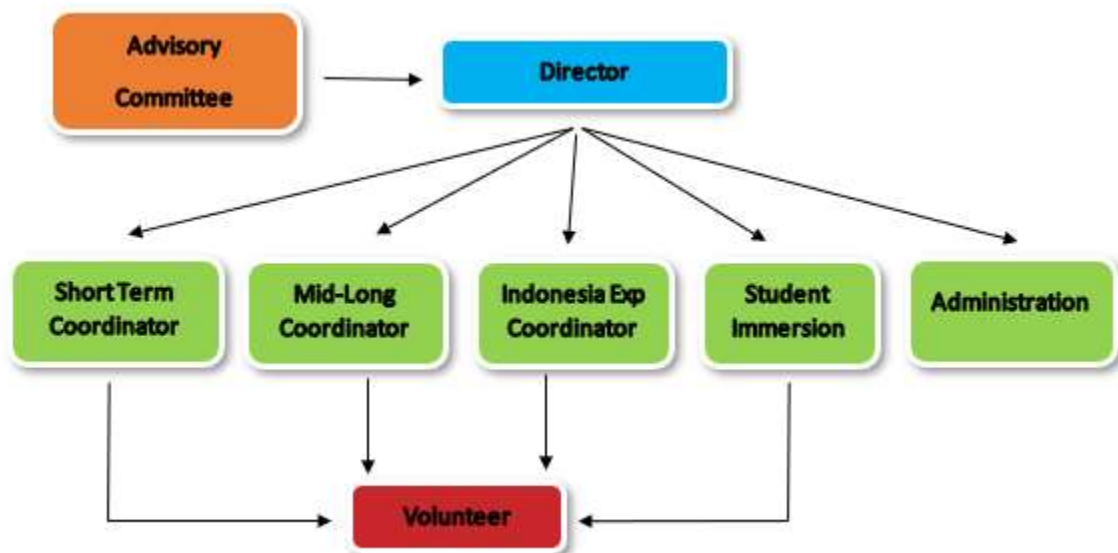 Advisory
Committee
Director
Short Term
Coordinator
Mid-Long
Coordinator
Indonesia Exp
Coordinator
Student
Immersion
Administration
Volunteer